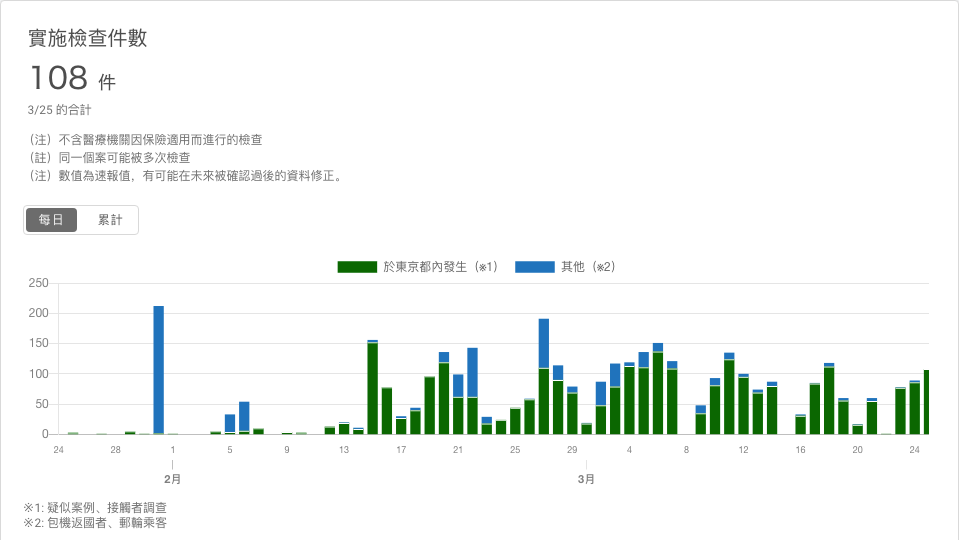 實施檢查件數
108 件
3/25 的合計
（注）不含醫療機關因保險適用而進行的檢查
（註）同一個案可能被多次檢查
（注）數值為速報值，有可能在未來被確認過後的資料修正。
每日 累計
於東京都內發生（※1） 其他（※2）
250
200
150
100
50
0
24 28 1 5 9 13 17 21 25 29 4 8 12 16 20 24
2月 3月
※1: 疑似案例、接觸者調查
※2: 包機返國者、郵輪乘客